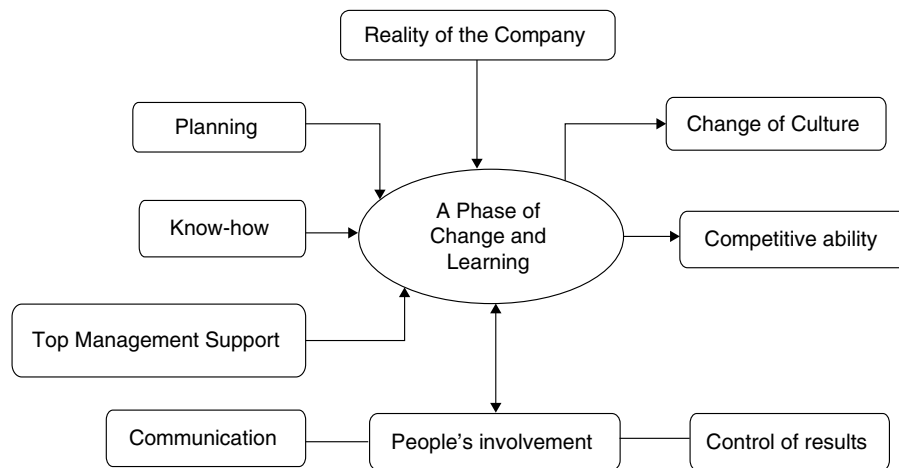 Reality of the Company
Planning
Change of Culture
Know-how
A Phase of
Change and
Learning
Competitive ability
Top Management Support
Communication
People’s involvement
Control of results